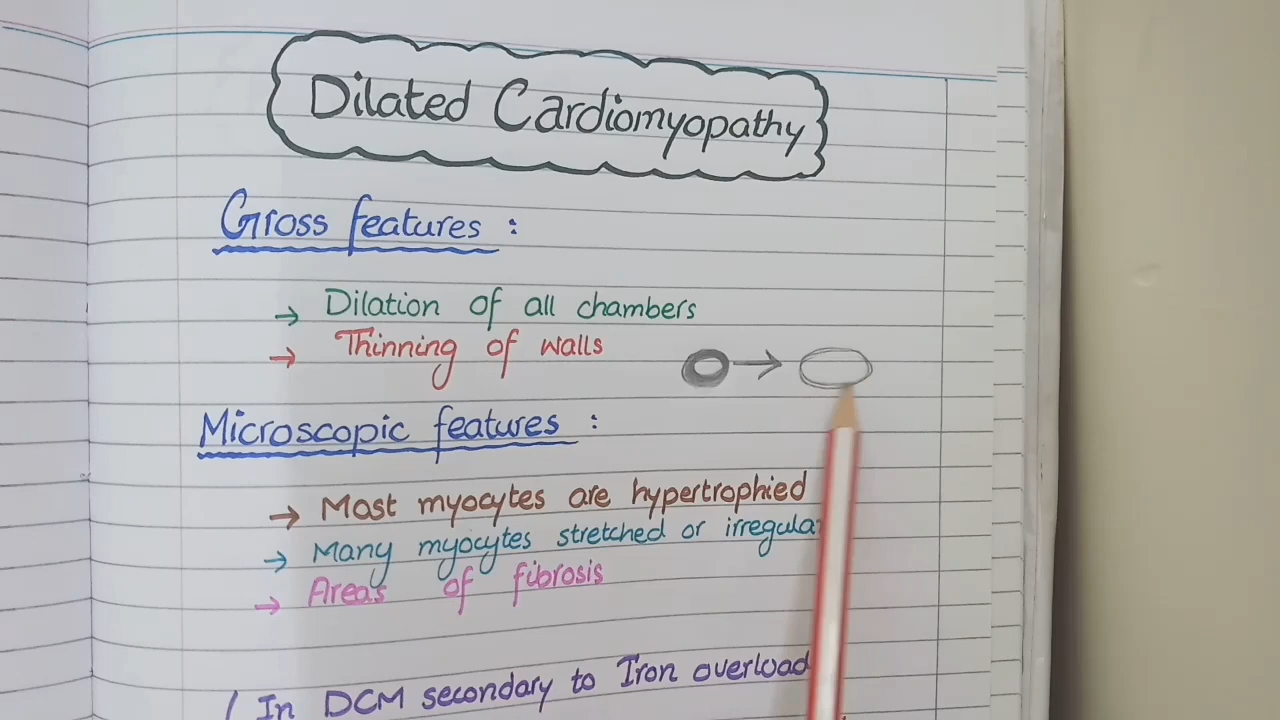 Dilated Cardiomyopathy
Gross features :
→ Dilation of all chambers
→ Thinning of walls
Microscopic features :
→ Most myocytes are hypertrophied
→ Many myocytes stretched or irregular
→ Areas of fibrosis
( In DCM secondary to Iron overload